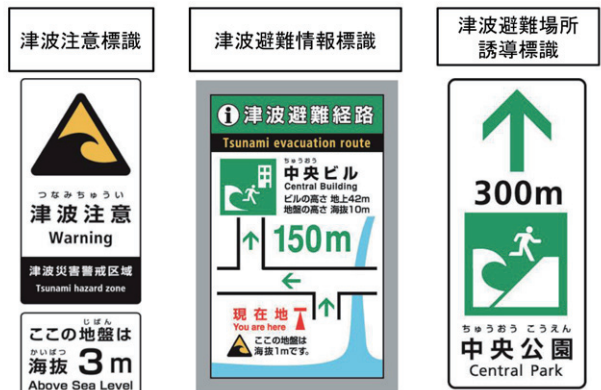 津波注意標識
つなみちゅうい
津波注意
Warning
津波災害警戒区域
Tsunami hazard zone
じばん
ここの地盤は
かいばつ
海抜 3m
Above Sea Level
津波避難情報標識
i 津波避難経路
Tsunami evacuation route
ちゅうおう
中央ビル
Central Building
ビルの高さ 地上42m
地盤の高さ 海抜10m
150m
現在地
You are here
ここの地盤は
海抜1mです。
津波避難場所
誘導標識
300m
ちゅうおう こうえん
中央公園
Central Park